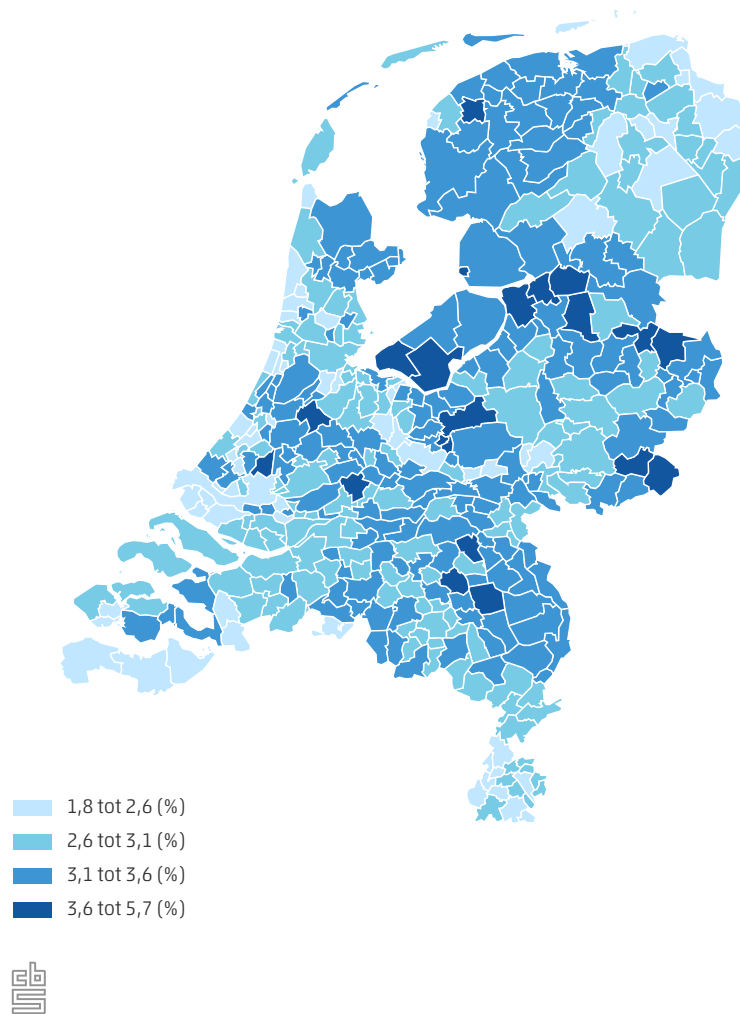 1,8 tot 2,6 (%)
2,6 tot 3,1 (%)
3,1 tot 3,6 (%)
3,6 tot 5,7 (%)
cbs